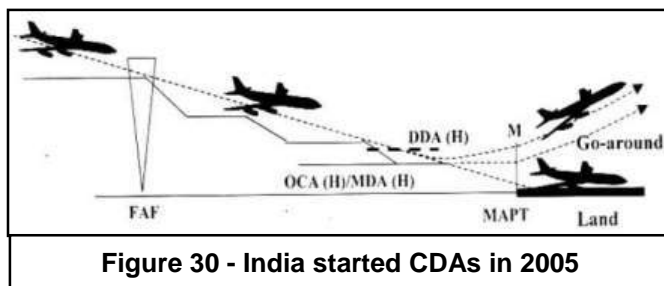 DDA (H)
M
Go-around
OCA (H)/MDA (H)
FAF
MAPT
Land
Figure 30 - India started CDAs in 2005